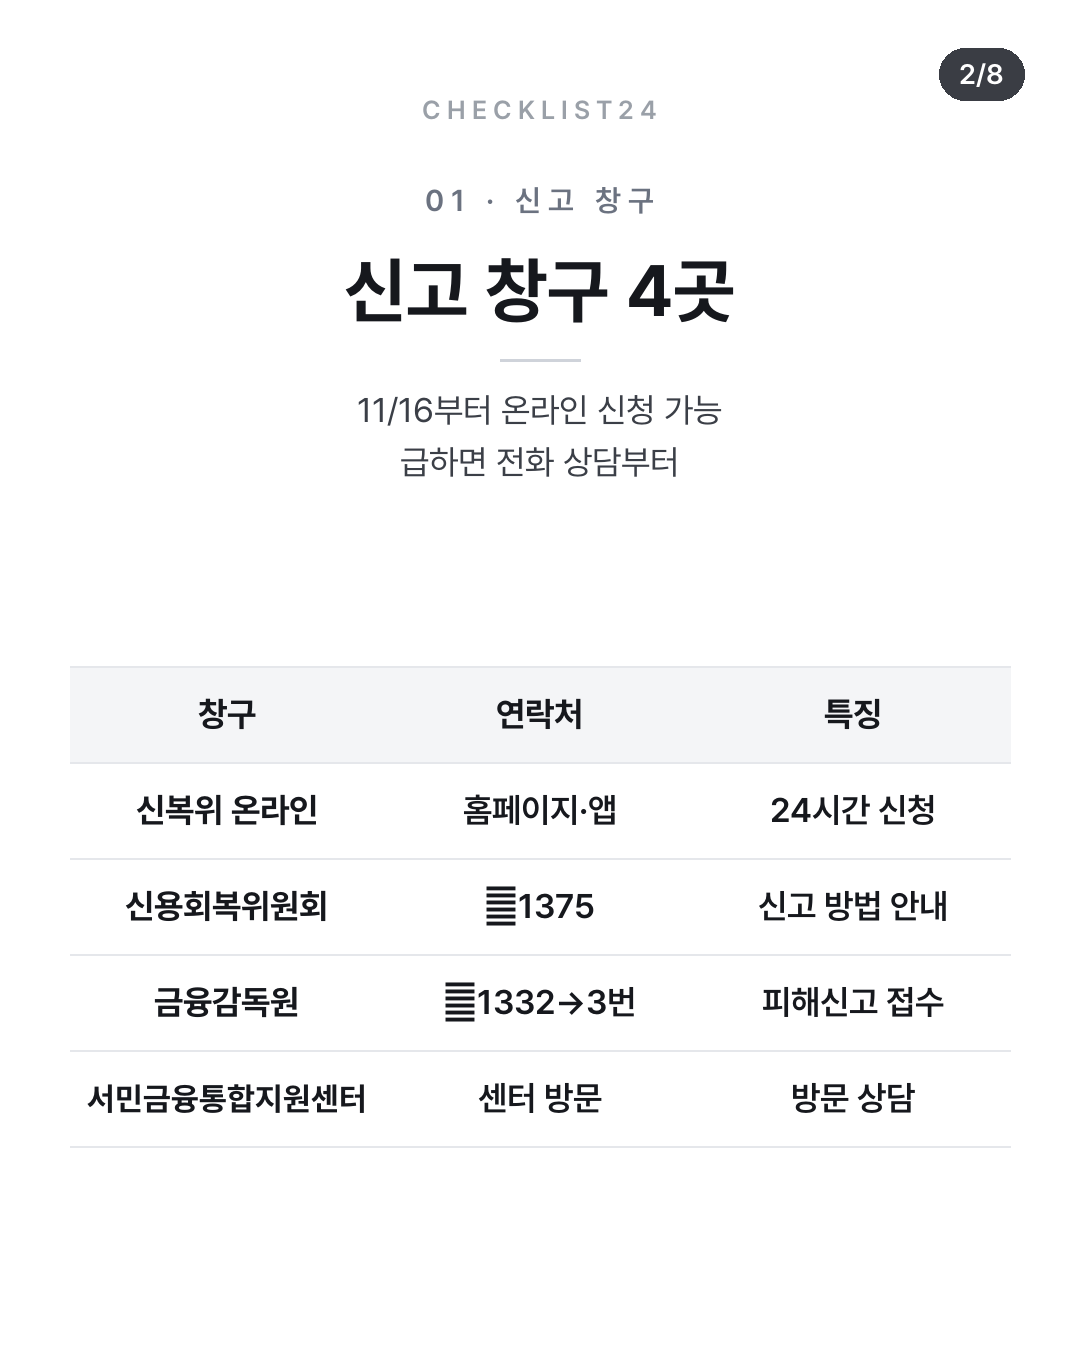 2/8
CHECKLIST24
01 · 신고 창구
신고 창구 4곳
11/16부터 온라인 신청 가능
급하면 전화 상담부터
창구 연락처 특징
신복위 온라인 홈페이지·앱 24시간 신청
신용회복위원회 𝌆1375 신고 방법 안내
금융감독원 𝌆1332→3번 피해신고 접수
서민금융통합지원센터 센터 방문 방문 상담